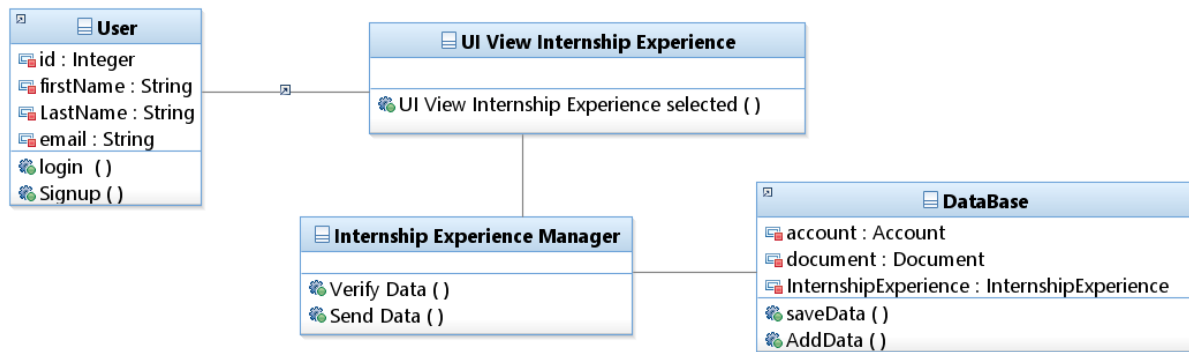 User
id : Integer
firstName : String
LastName : String
email : String
login ( )
Signup ( )
UI View Internship Experience
UI View Internship Experience selected ( )
Internship Experience Manager
Verify Data ( )
Send Data ( )
DataBase
account : Account
document : Document
InternshipExperience : InternshipExperience
saveData ( )
AddData ( )